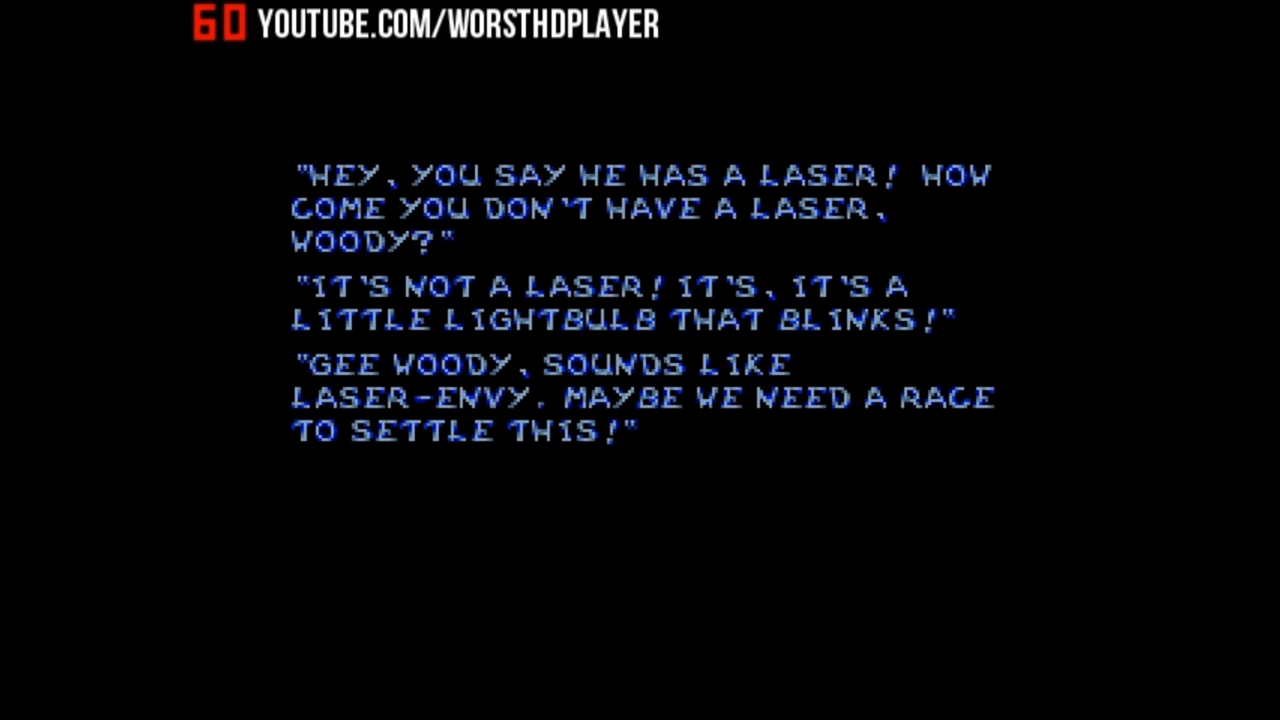 60 YOUTUBE.COM/WORSTHDPLAYER
"HEY, YOU SAY HE HAS A LASER! HOW
COME YOU DON'T HAVE A LASER,
WOODY?"
"IT'S NOT A LASER! IT'S, IT'S A
LITTLE LIGHTBULB THAT BLINKS!"
"GEE WOODY, SOUNDS LIKE
LASER-ENVY. MAYBE WE NEED A RACE
TO SETTLE THIS!"